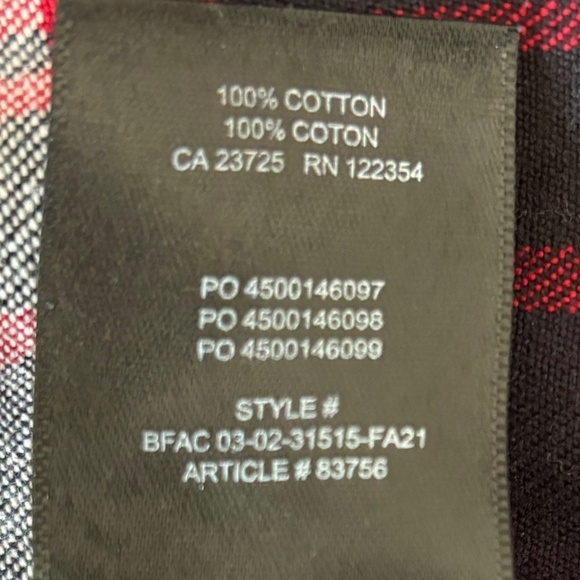 100% COTTON
100% COTON
CA 23725 RN 122354
PO 4500146097
PO 4500146098
PO 4500146099
STYLE #
BFAC 03-02-31515-FA21
ARTICLE # 83756